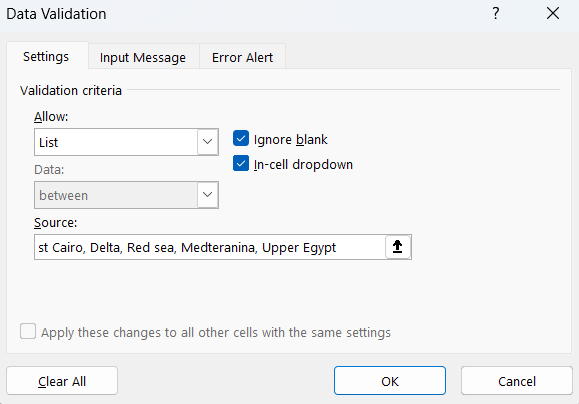 Data Validation ? ×
Settings Input Message Error Alert
Validation criteria
Allow:
List
Ignore blank
In-cell dropdown
Data:
between
Source:
st Cairo, Delta, Red sea, Medteranina, Upper Egypt
Apply these changes to all other cells with the same settings
Clear All OK Cancel